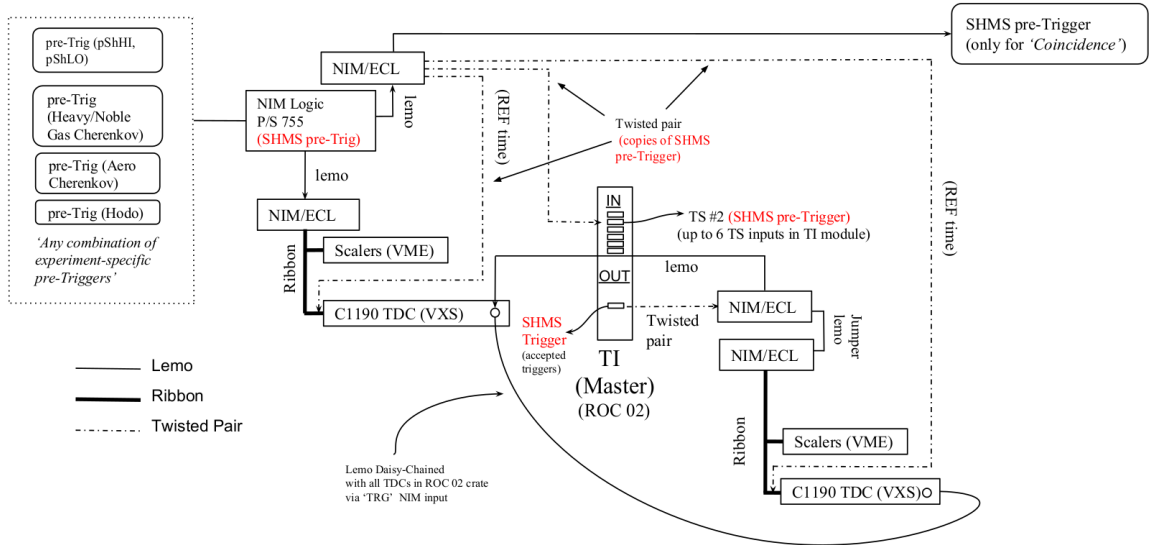 pre-Trig (pShHI,
pShLO)
pre-Trig
(Heavy/Noble
Gas Cherenkov)
pre-Trig (Aero
Cherenkov)
pre-Trig (Hodo)
‘Any combination of
experiment-specific
pre-Triggers’
NIM Logic
P/S 755
(SHMS pre-Trig)
lemo
NIM/ECL
lemo
(REF time)
SHMS pre-Trigger
(only for ‘Coincidence’)
Twisted pair
(copies of SHMS
pre-Trigger)
(REF time)
NIM/ECL
Ribbon
Scalers (VME)
C1190 TDC (VXS)
IN
TS #2 (SHMS pre-Trigger)
(up to 6 TS inputs in TI module)
OUT
lemo
SHMS
Trigger
(accepted
triggers)
Twisted
pair
TI
(Master)
(ROC 02)
NIM/ECL
Jumper
lemo
NIM/ECL
Ribbon
Scalers (VME)
C1190 TDC (VXS)
Lemo
Ribbon
Twisted Pair
Lemo Daisy-Chained
with all TDCs in ROC 02 crate
via ‘TRG’ NIM input